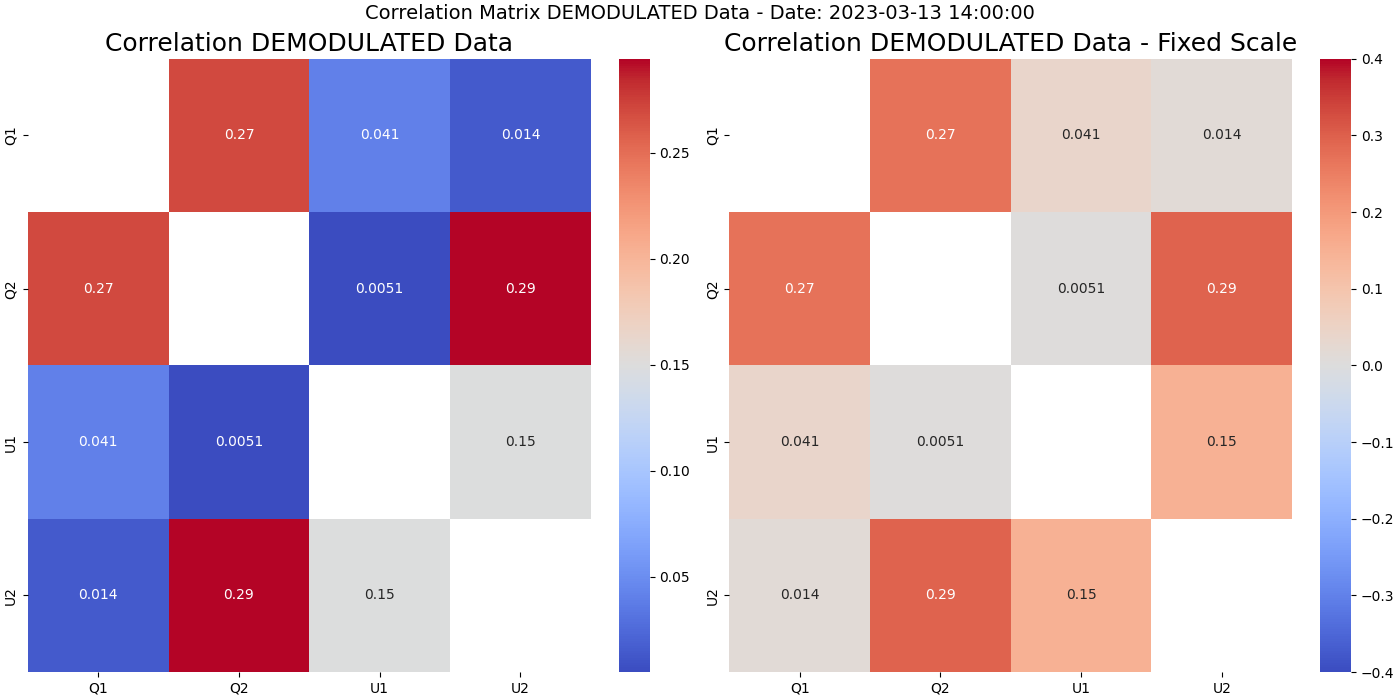 Correlation Matrix DEMODULATED Data - Date: 2023-03-13 14:00:00
Correlation DEMODULATED Data
Q1
0.27
0.041
0.014
Q2
0.27
0.0051
0.29
U1
0.041
0.0051
0.15
U2
0.014
0.29
0.15
Q1
Q2
U1
U2
0.25
0.20
0.15
0.10
0.05
Correlation DEMODULATED Data - Fixed Scale
Q1
0.27
0.041
0.014
Q2
0.27
0.0051
0.29
U1
0.041
0.0051
0.15
U2
0.014
0.29
0.15
Q1
Q2
U1
U2
0.4
0.3
0.2
0.1
0.0
−0.1
−0.2
−0.3
−0.4